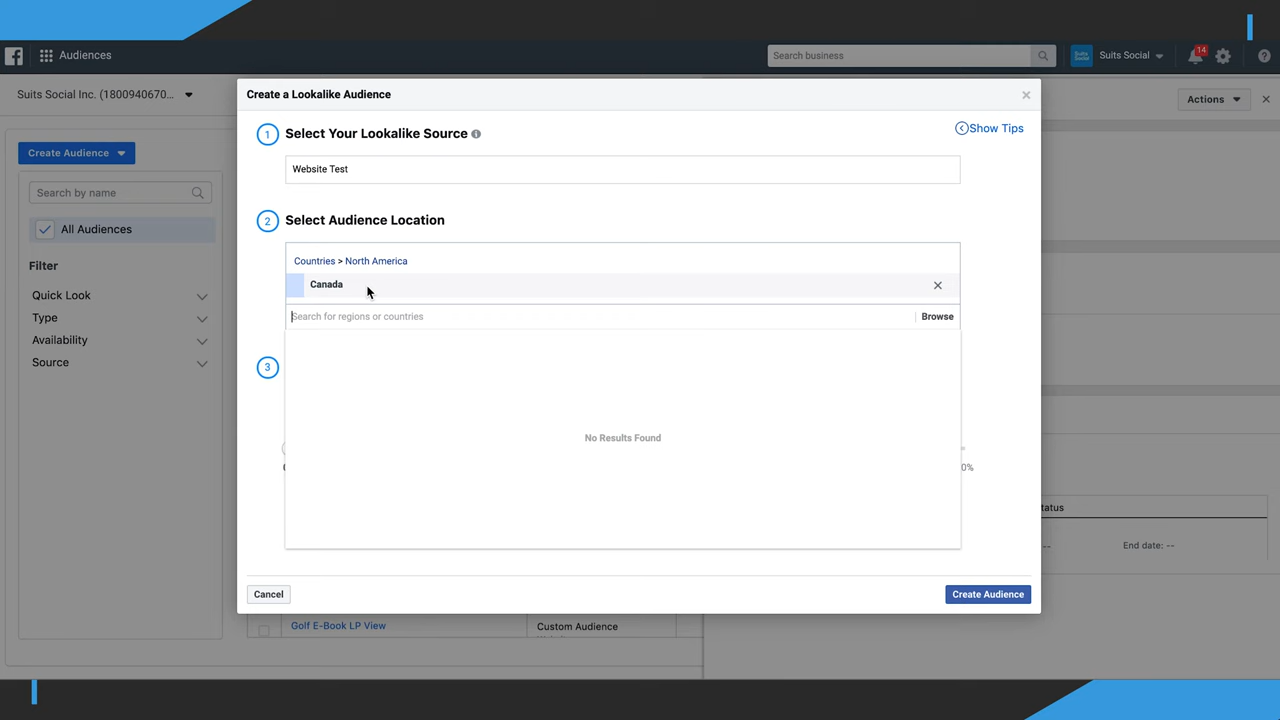 Audiences
Search business
Suits Social
14
Suits Social Inc. (1800940670...
Actions
Create a Lookalike Audience
1 Select Your Lookalike Source
Show Tips
Create Audience
Website Test
Search by name
2 Select Audience Location
All Audiences
Countries > North America
Filter
Canada
Quick Look
Type
Search for regions or countries
Browse
Availability
Source
3
No Results Found
0%
tatus
--
End date: --
Cancel
Create Audience
Golf E-Book LP View
Custom Audience